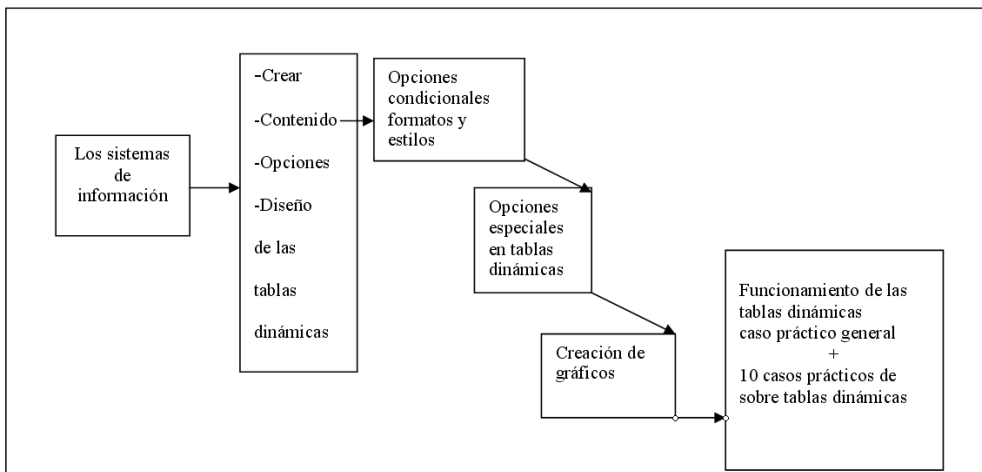 Los sistemas
de
información
-Crear
-Contenido
-Opciones
-Diseño
de las
tablas
dinámicas
Opciones
condicionales
formatos y
estilos
Opciones
especiales
en tablas
dinámicas
Creación de
gráficos
Funcionamiento de las
tablas dinámicas
caso práctico general
+
10 casos prácticos de
sobre tablas dinámicas